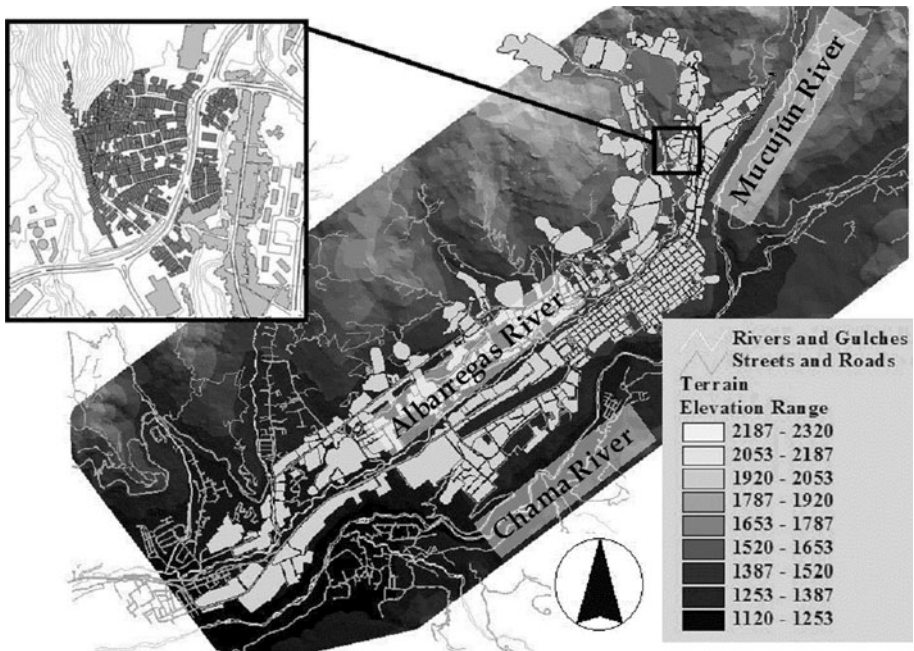 Mucujún River
Albarregas River
Chama River
Rivers and Gulches
Streets and Roads
Terrain
Elevation Range
2187 - 2320
2053 - 2187
1920 - 2053
1787 - 1920
1653 - 1787
1520 - 1653
1387 - 1520
1253 - 1387
1120 - 1253